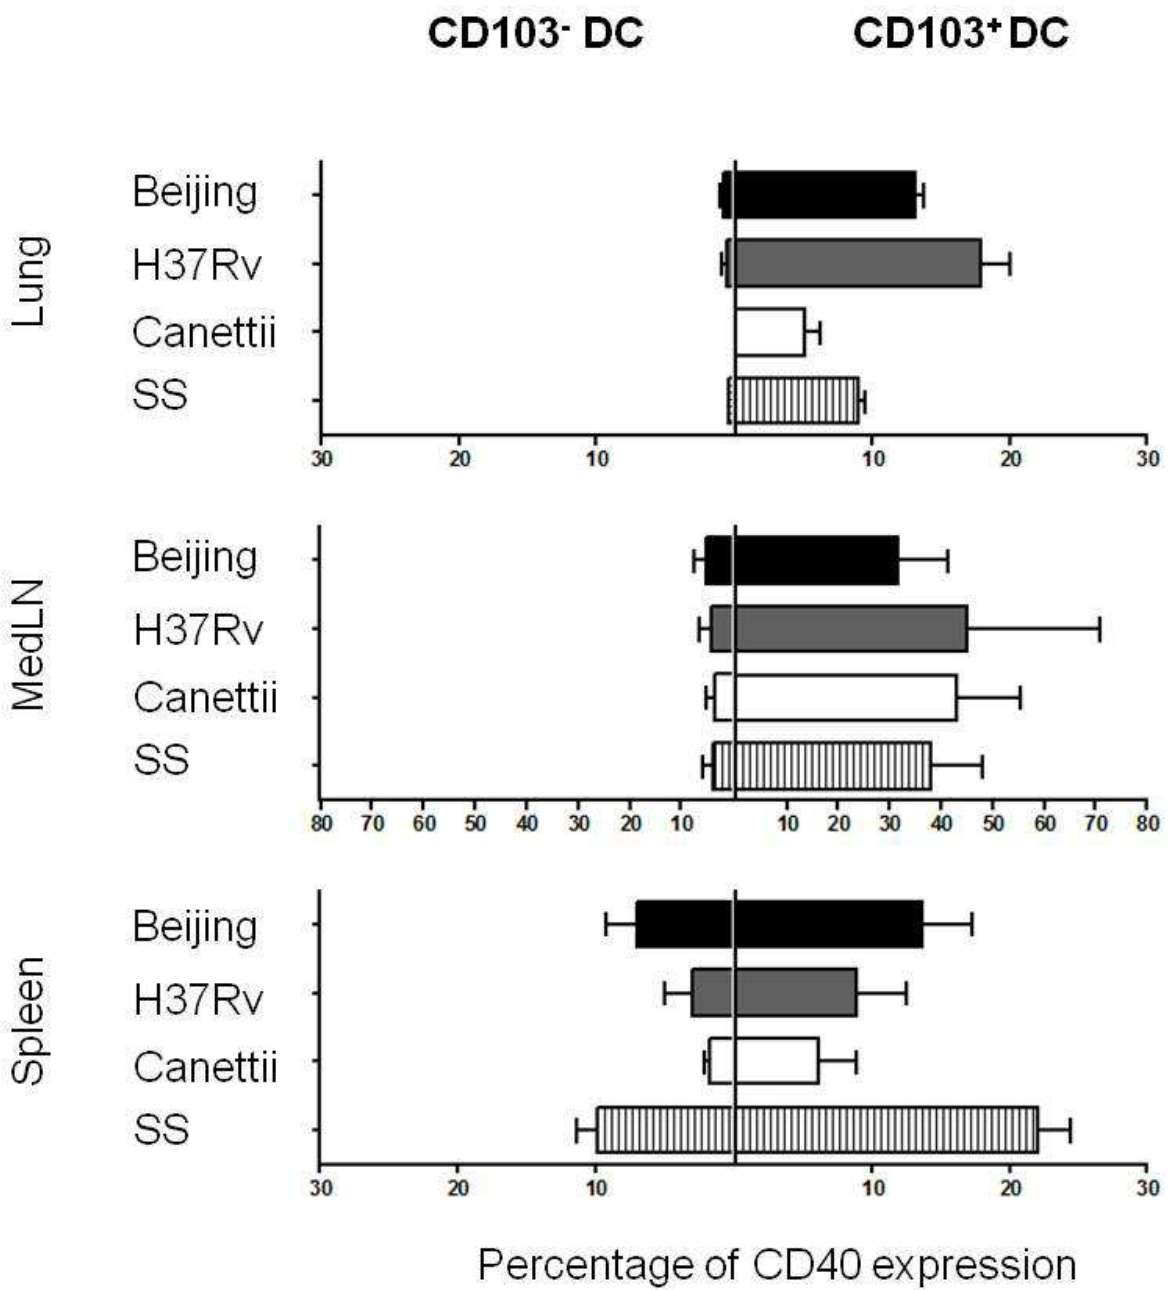 CD103- DC CD103+ DC
Lung
Beijing
H37Rv
Canettii
SS
30 20 10 10 20 30
MedLN
Beijing
H37Rv
Canettii
SS
80 70 60 50 40 30 20 10 10 20 30 40 50 60 70 80
Spleen
Beijing
H37Rv
Canettii
SS
30 20 10 10 20 30
Percentage of CD40 expression